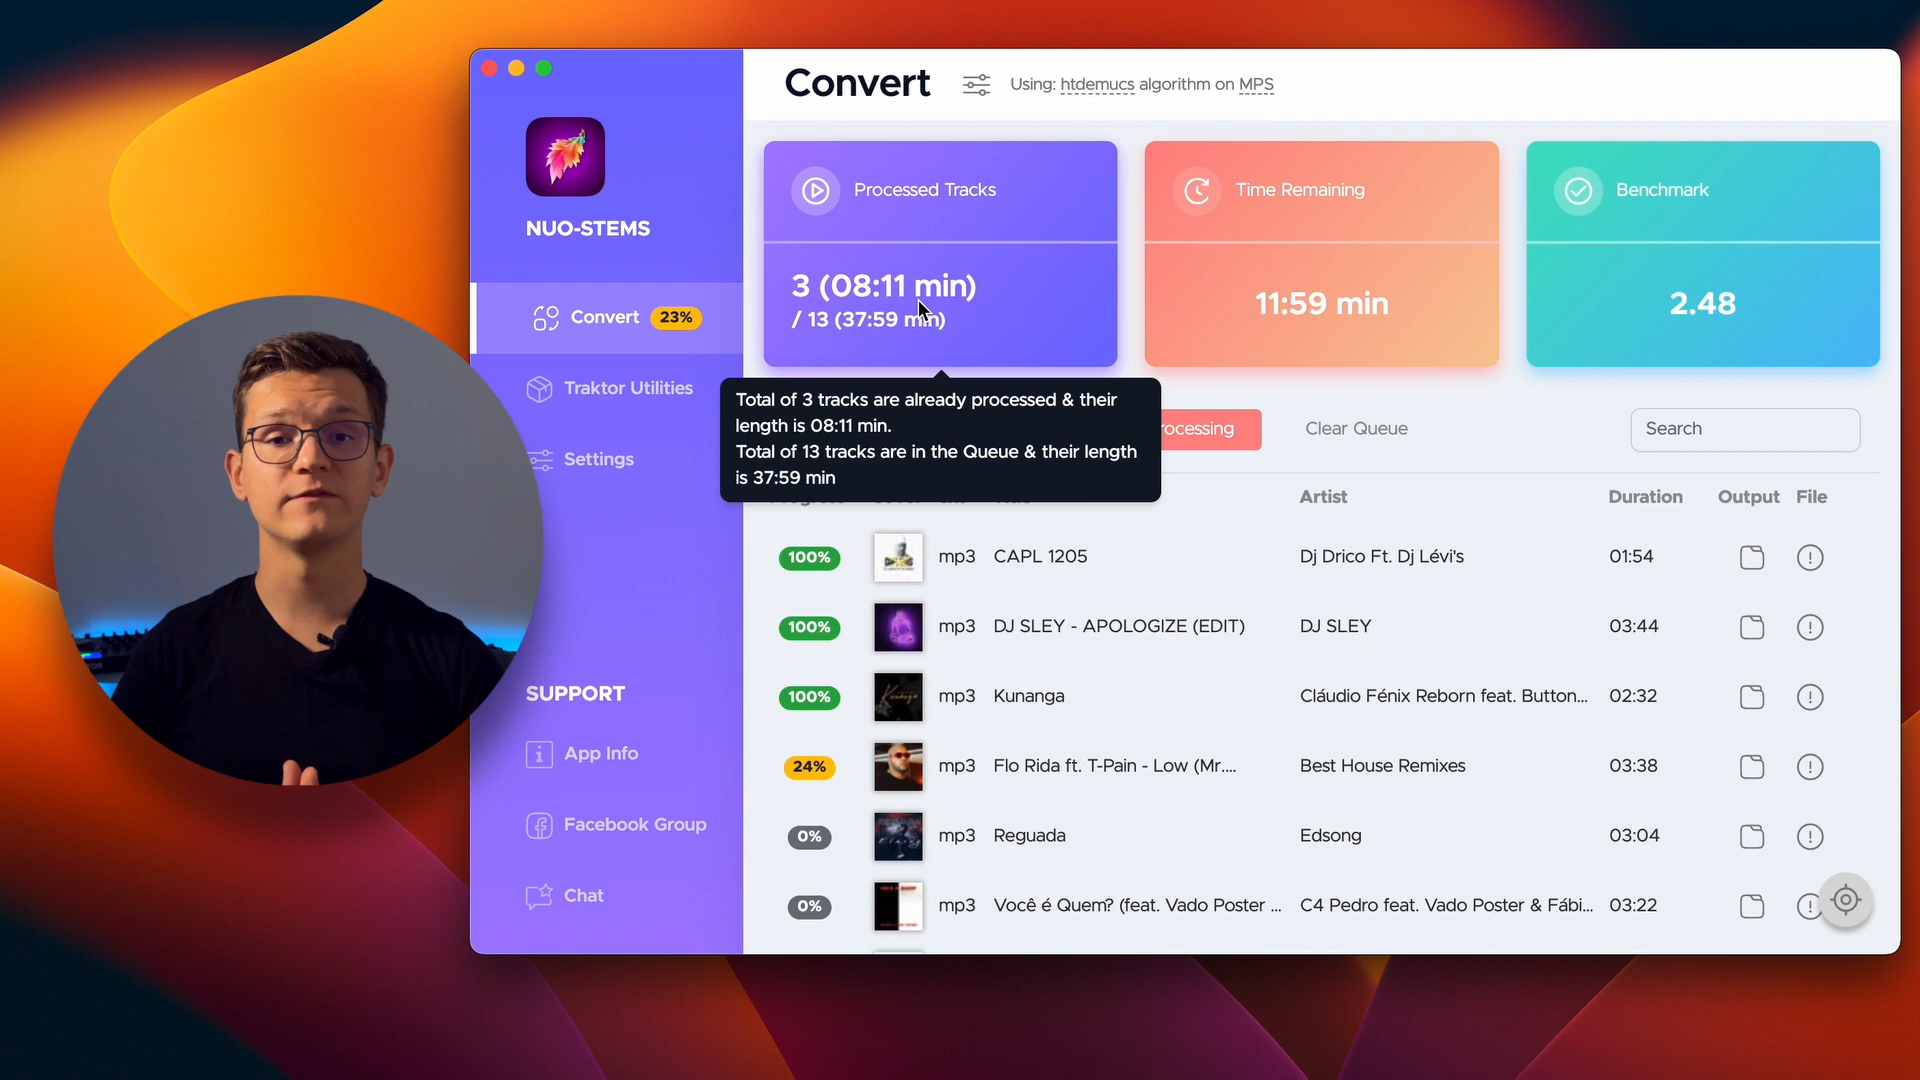 Convert
Using: htdemucs algorithm on MPS
NUO-STEMS
Convert 23%
Traktor Utilities
Settings
SUPPORT
App Info
Facebook Group
Chat
Processed Tracks
3 (08:11 min)
/ 13 (37:59 min)
Time Remaining
11:59 min
Benchmark
2.48
Total of 3 tracks are already processed & their
length is 08:11 min.
Total of 13 tracks are in the Queue & their length
is 37:59 min
Clear Queue
Search
Artist Duration Output File
100% mp3 CAPL 1205 Dj Drico Ft. Dj Lévi's 01:54
100% mp3 DJ SLEY - APOLOGIZE (EDIT) DJ SLEY 03:44
100% mp3 Kunanga Cláudio Fénix Reborn feat. Button... 02:32
24% mp3 Flo Rida ft. T-Pain - Low (Mr.... Best House Remixes 03:38
0% mp3 Reguada Edsong 03:04
0% mp3 Você é Quem? (feat. Vado Poster ... C4 Pedro feat. Vado Poster & Fábi... 03:22